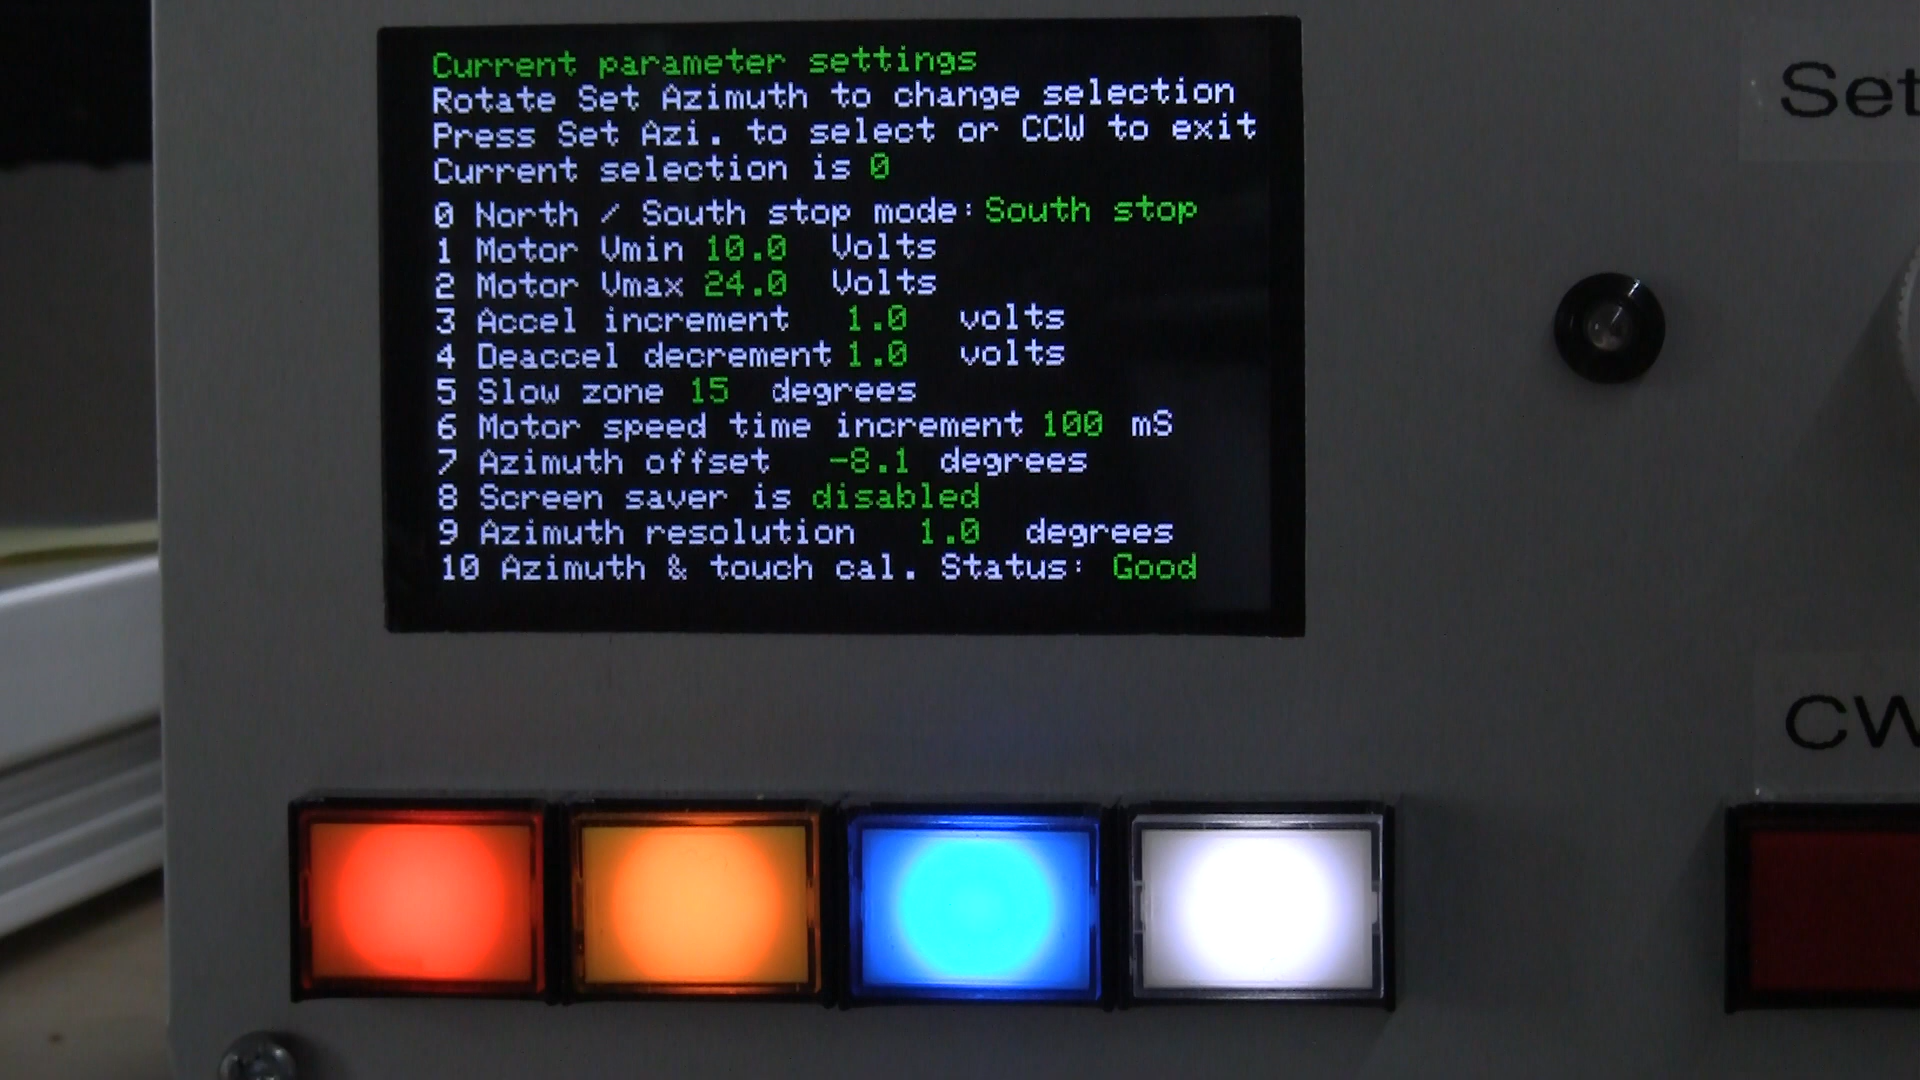 Current parameter settings
Rotate Set Azimuth to change selection
Press Set Azi. to select or CCW to exit
Current selection is 0
0 North / South stop mode: South stop
1 Motor Vmin 10.0 Volts
2 Motor Vmax 24.0 Volts
3 Accel increment 1.0 volts
4 Deaccel decrement 1.0 volts
5 Slow zone 15 degrees
6 Motor speed time increment 100 mS
7 Azimuth offset -8.1 degrees
8 Screen saver is disabled
9 Azimuth resolution 1.0 degrees
10 Azimuth & touch cal. Status: Good
Set
CW